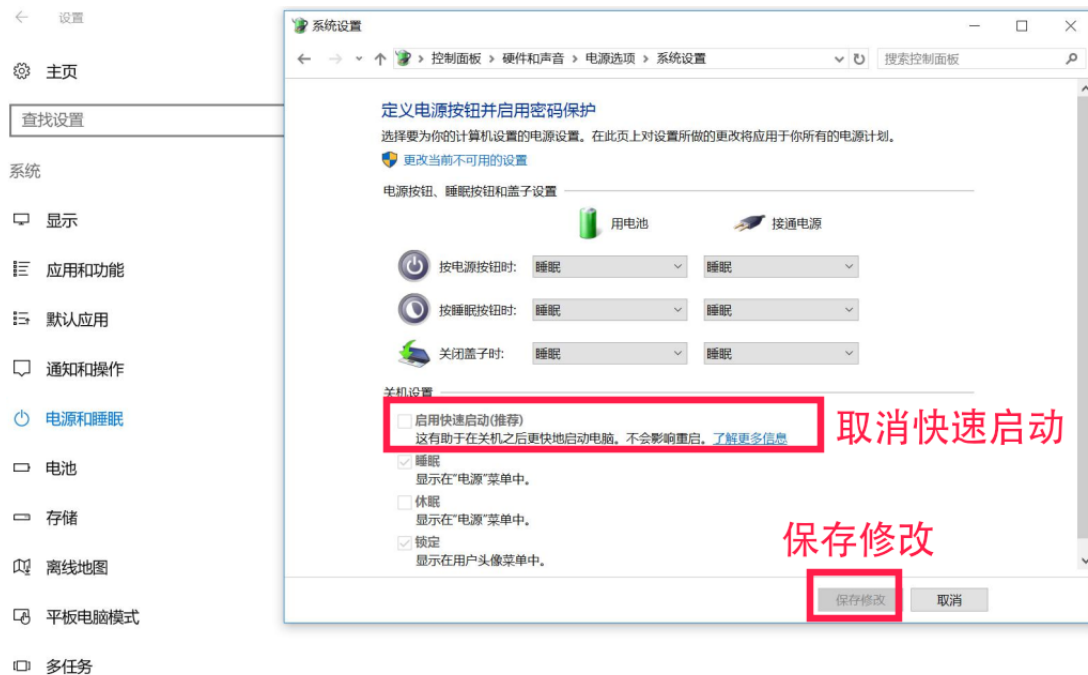 设置
主页
查找设置
系统
显示
应用和功能
默认应用
通知和操作
电源和睡眠
电池
存储
离线地图
平板电脑模式
多任务
系统设置
控制面板 › 硬件和声音 › 电源选项 › 系统设置
搜索控制面板
定义电源按钮并启用密码保护
选择要为你的计算机设置的电源设置。在此页上对设置所做的更改将应用于你所有的电源计划。
更改当前不可用的设置
电源按钮、睡眠按钮和盖子设置
用电池 接通电源
按电源按钮时: 睡眠 睡眠
按睡眠按钮时: 睡眠 睡眠
关闭盖子时: 睡眠 睡眠
关机设置
启用快速启动(推荐)
这有助于在关机之后更快地启动电脑。不会影响重启。了解更多信息
取消快速启动
睡眠
显示在"电源"菜单中。
休眠
显示在"电源"菜单中。
锁定
显示在用户头像菜单中。
保存修改
保存修改 取消